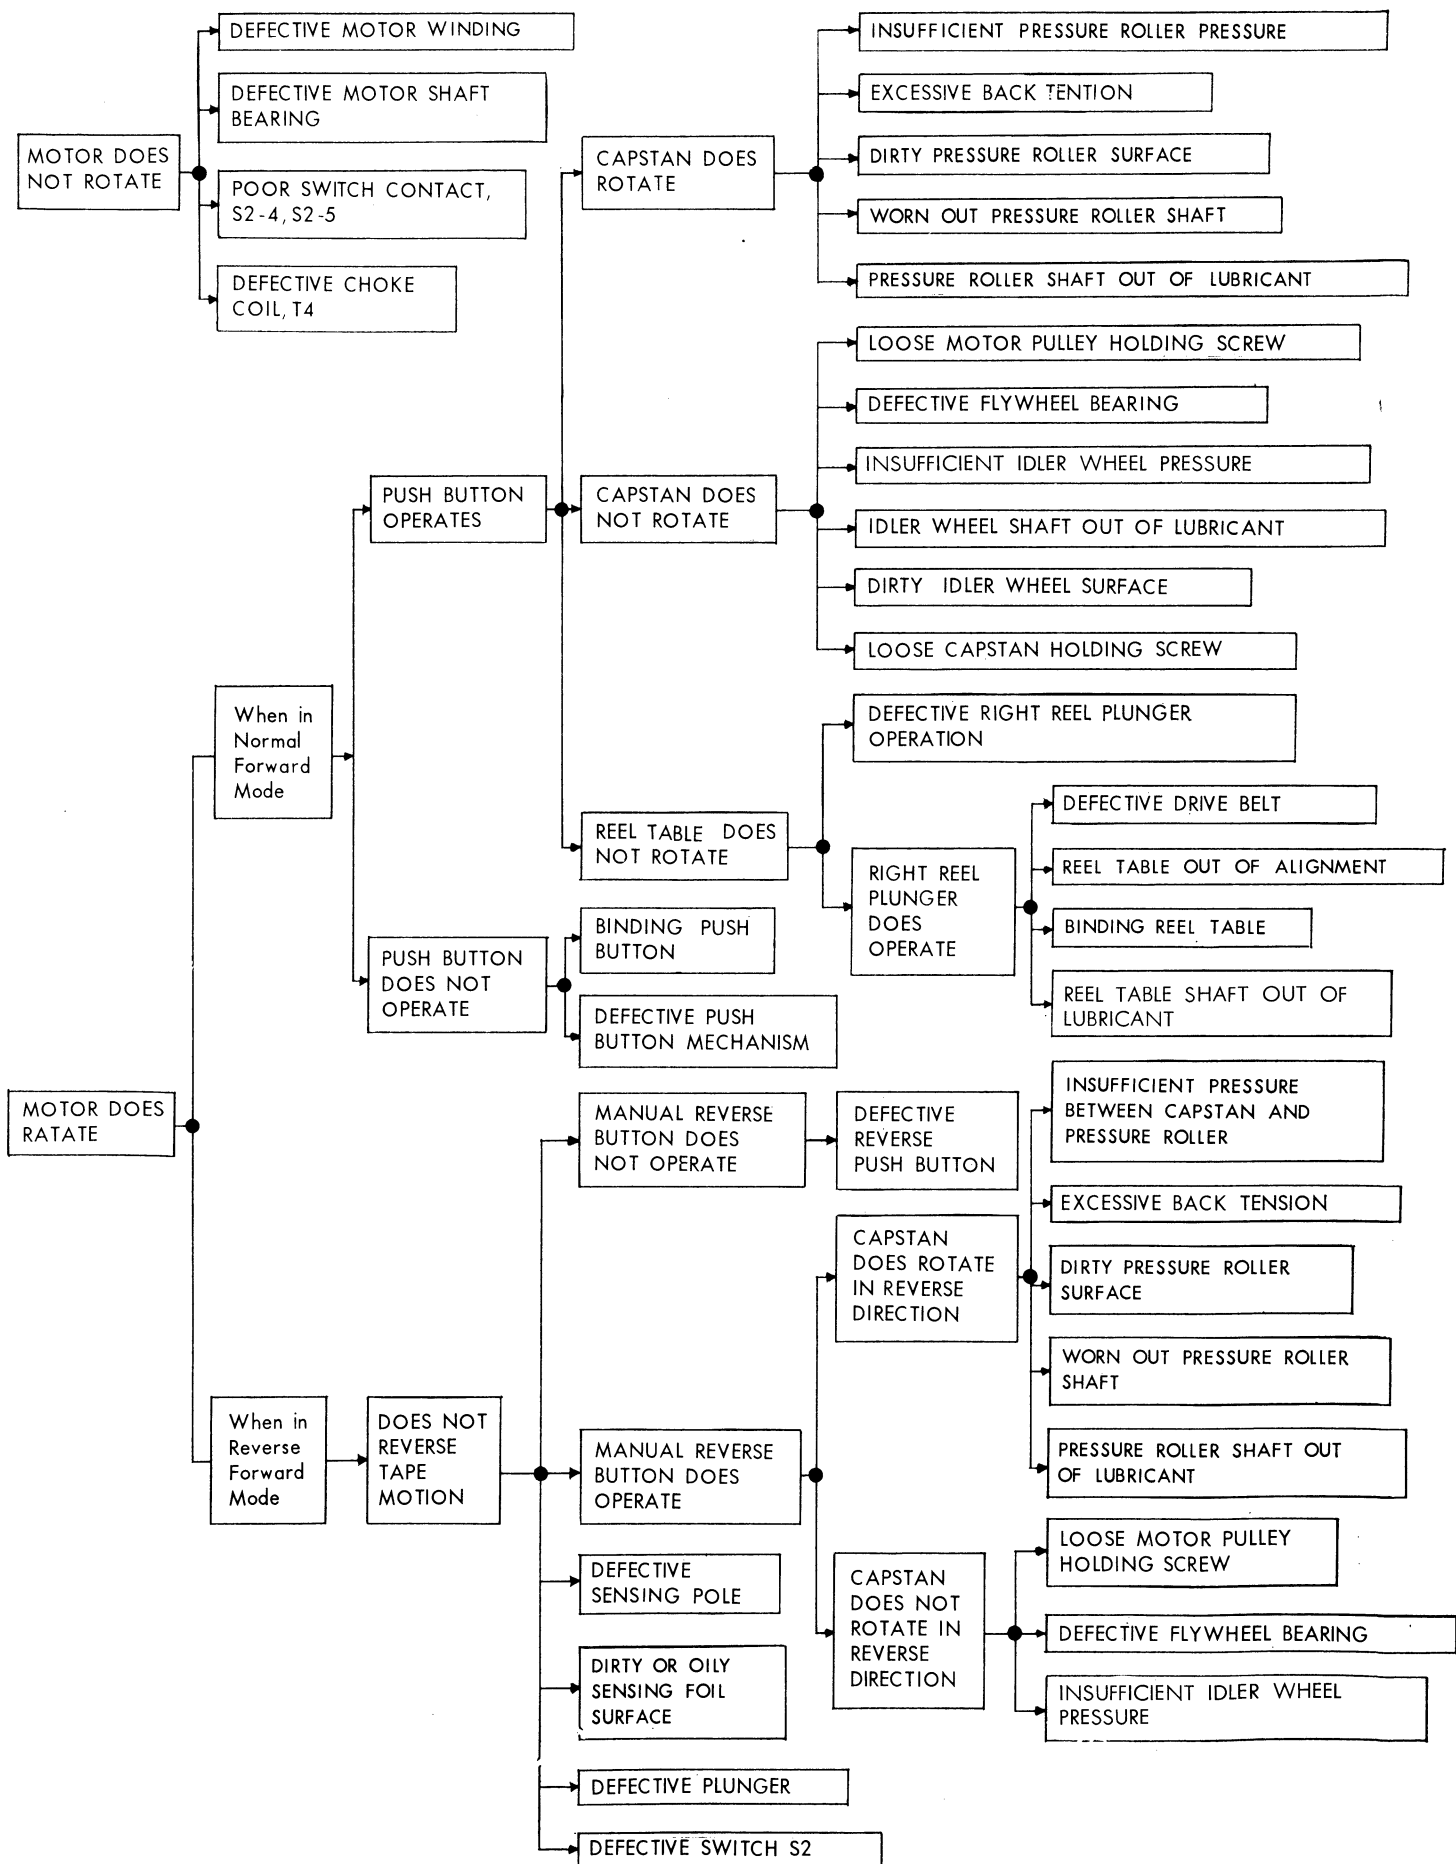 DEFECTIVE MOTOR WINDING
DEFECTIVE MOTOR SHAFT
BEARING
MOTOR DOES
NOT ROTATE
POOR SWITCH CONTACT,
S2-4, S2-5
DEFECTIVE CHOKE
COIL, T4
CAPSTAN DOES
ROTATE
INSUFFICIENT PRESSURE ROLLER PRESSURE
EXCESSIVE BACK TENTION
DIRTY PRESSURE ROLLER SURFACE
WORN OUT PRESSURE ROLLER SHAFT
PRESSURE ROLLER SHAFT OUT OF LUBRICANT
PUSH BUTTON
OPERATES
CAPSTAN DOES
NOT ROTATE
LOOSE MOTOR PULLEY HOLDING SCREW
DEFECTIVE FLYWHEEL BEARING
INSUFFICIENT IDLER WHEEL PRESSURE
IDLER WHEEL SHAFT OUT OF LUBRICANT
DIRTY IDLER WHEEL SURFACE
LOOSE CAPSTAN HOLDING SCREW
When in
Normal
Forward
Mode
REEL TABLE DOES
NOT ROTATE
DEFECTIVE RIGHT REEL PLUNGER
OPERATION
RIGHT REEL
PLUNGER
DOES
OPERATE
DEFECTIVE DRIVE BELT
REEL TABLE OUT OF ALIGNMENT
BINDING REEL TABLE
REEL TABLE SHAFT OUT OF
LUBRICANT
PUSH BUTTON
DOES NOT
OPERATE
BINDING PUSH
BUTTON
DEFECTIVE PUSH
BUTTON MECHANISM
MOTOR DOES
RATATE
MANUAL REVERSE
BUTTON DOES
NOT OPERATE
DEFECTIVE
REVERSE
PUSH BUTTON
CAPSTAN
DOES ROTATE
IN REVERSE
DIRECTION
INSUFFICIENT PRESSURE
BETWEEN CAPSTAN AND
PRESSURE ROLLER
EXCESSIVE BACK TENSION
DIRTY PRESSURE ROLLER
SURFACE
WORN OUT PRESSURE ROLLER
SHAFT
PRESSURE ROLLER SHAFT OUT
OF LUBRICANT
When in
Reverse
Forward
Mode
DOES NOT
REVERSE
TAPE
MOTION
MANUAL REVERSE
BUTTON DOES
OPERATE
CAPSTAN
DOES NOT
ROTATE IN
REVERSE
DIRECTION
LOOSE MOTOR PULLEY
HOLDING SCREW
DEFECTIVE FLYWHEEL BEARING
INSUFFICIENT IDLER WHEEL
PRESSURE
DEFECTIVE
SENSING POLE
DIRTY OR OILY
SENSING FOIL
SURFACE
DEFECTIVE PLUNGER
DEFECTIVE SWITCH S2